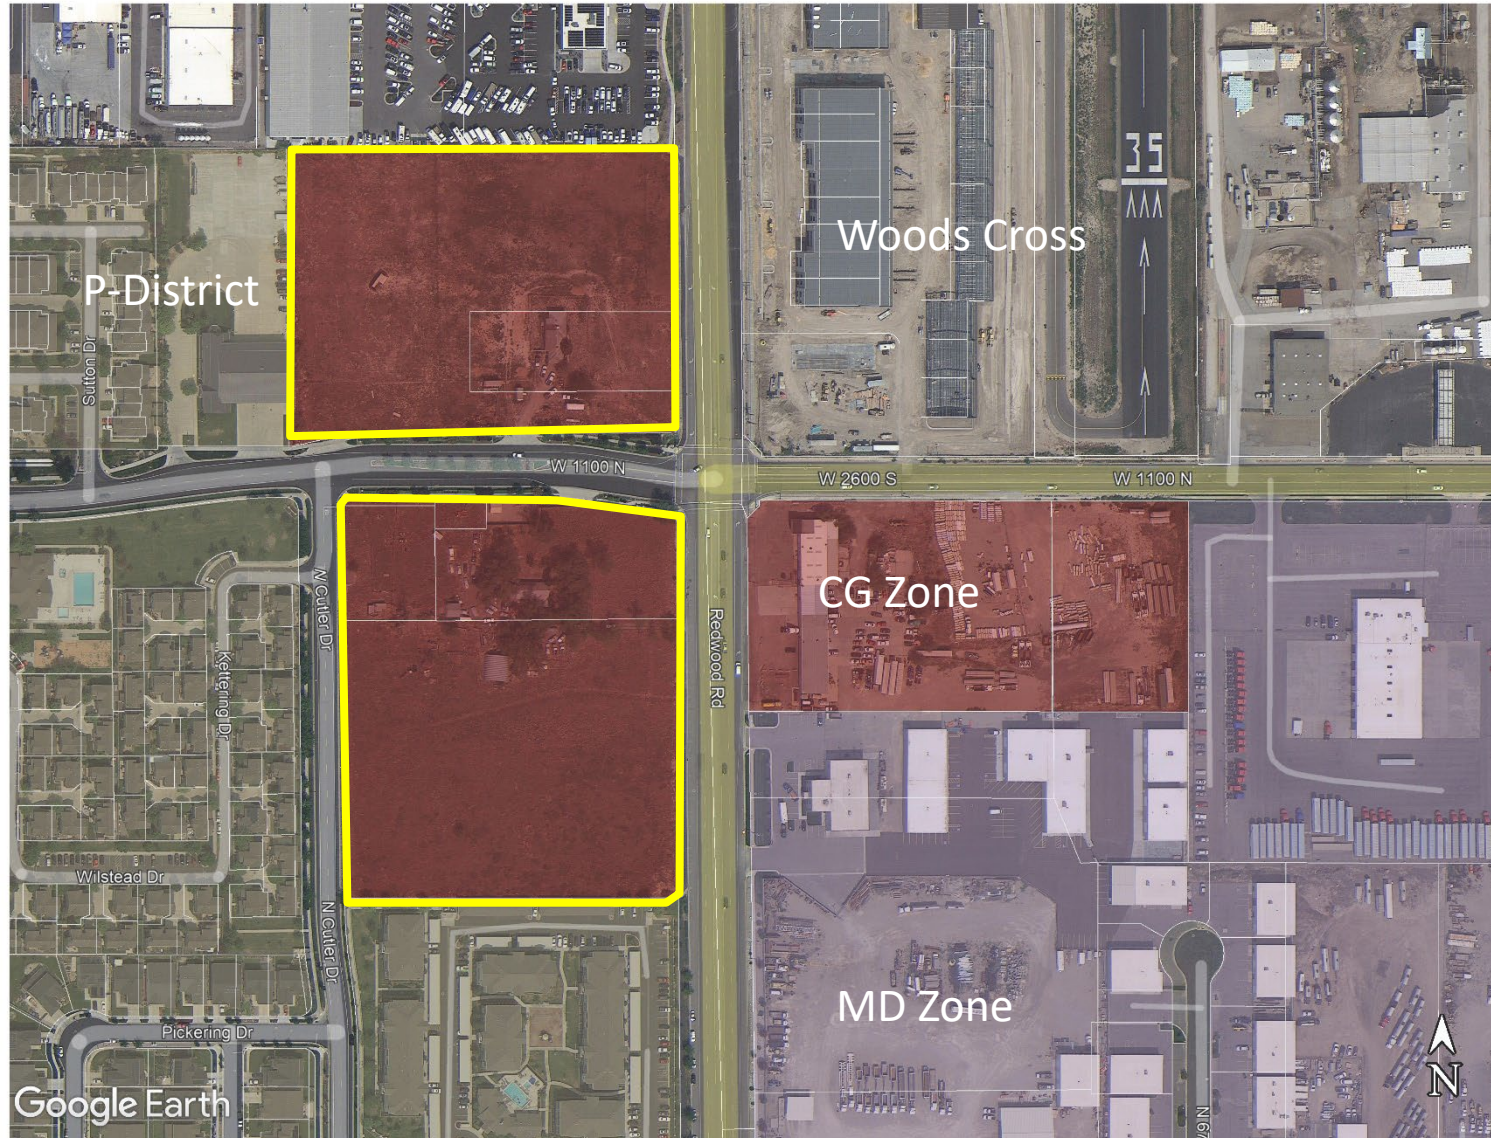 35
Woods Cross
P-District
Sutton Dr
W 1100 N
W 2600 S
W 1100 N
N Cutler Dr
CG Zone
Redwood Rd
Kettering Dr
Wilstead Dr
N Cutler Dr
MD Zone
Pickering Dr
N
Google Earth
N 67